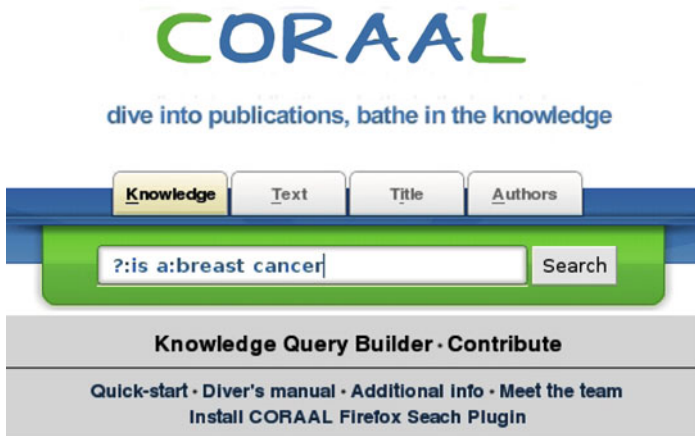 CORAAL
dive into publications, bathe in the knowledge
Knowledge Text Title Authors
?:is a:breast cancer Search
Knowledge Query Builder · Contribute
Quick-start · Diver's manual · Additional info · Meet the team
Install CORAAL Firefox Seach Plugin